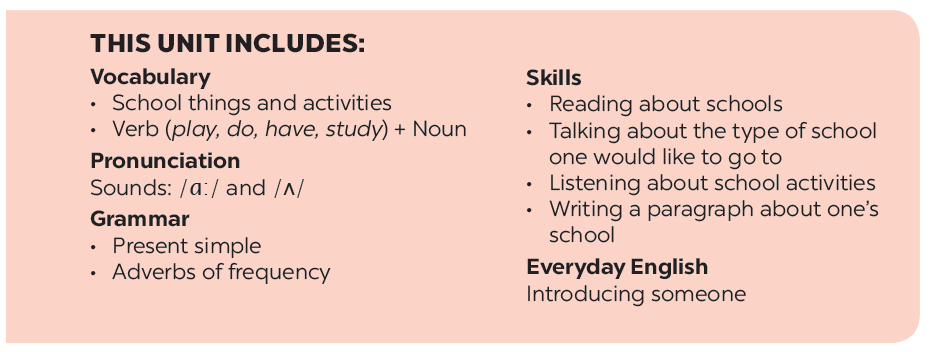 THIS UNIT INCLUDES:
Vocabulary
• School things and activities
• Verb (play, do, have, study) + Noun
Pronunciation
Sounds: /ɑː/ and /ʌ/
Grammar
• Present simple
• Adverbs of frequency
Skills
• Reading about schools
• Talking about the type of school
one would like to go to
• Listening about school activities
• Writing a paragraph about one's
school
Everyday English
Introducing someone